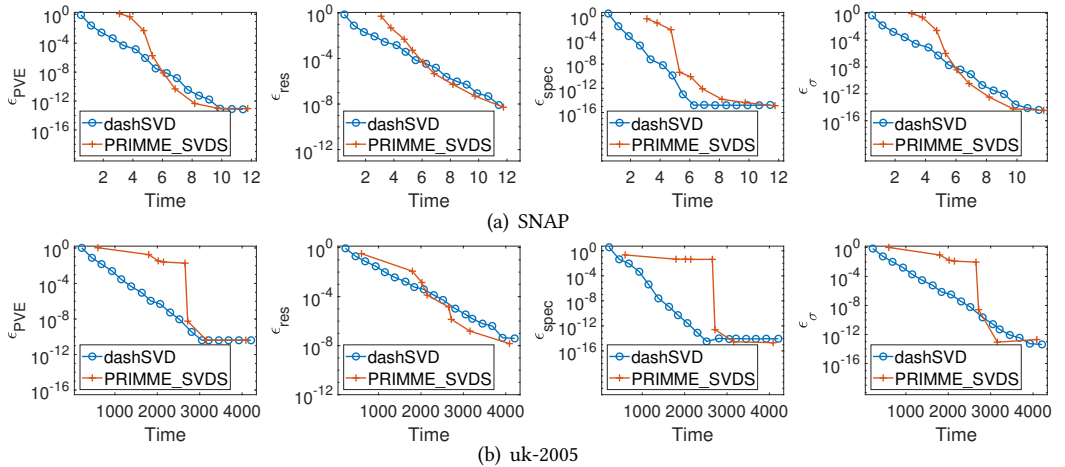 10^0
10^-4
10^-8
10^-12
10^-16
ϵ_PVE
dashSVD
PRIMME_SVDS
2 4 6 8 10 12
Time
10^0
10^-4
10^-8
10^-12
ϵ_res
dashSVD
PRIMME_SVDS
2 4 6 8 10 12
Time
10^0
10^-4
10^-8
10^-12
10^-16
ϵ_spec
dashSVD
PRIMME_SVDS
2 4 6 8 10 12
Time
10^0
10^-4
10^-8
10^-12
10^-16
ϵ_σ
dashSVD
PRIMME_SVDS
2 4 6 8 10
Time
(a) SNAP
10^0
10^-4
10^-8
10^-12
10^-16
ϵ_PVE
dashSVD
PRIMME_SVDS
1000 2000 3000 4000
Time
10^0
10^-4
10^-8
10^-12
ϵ_res
dashSVD
PRIMME_SVDS
1000 2000 3000 4000
Time
10^0
10^-4
10^-8
10^-12
10^-16
ϵ_spec
dashSVD
PRIMME_SVDS
1000 2000 3000 4000
Time
10^0
10^-4
10^-8
10^-12
10^-16
ϵ_σ
dashSVD
PRIMME_SVDS
1000 2000 3000 4000
Time
(b) uk-2005